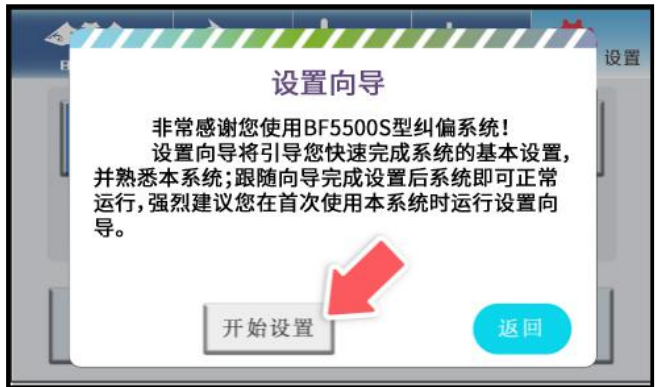 设置
设置向导
非常感谢您使用BF5500S型纠偏系统！
设置向导将引导您快速完成系统的基本设置，
并熟悉本系统；跟随向导完成设置后系统即可正常
运行，强烈建议您在首次使用本系统时运行设置向
导。
开始设置
返回